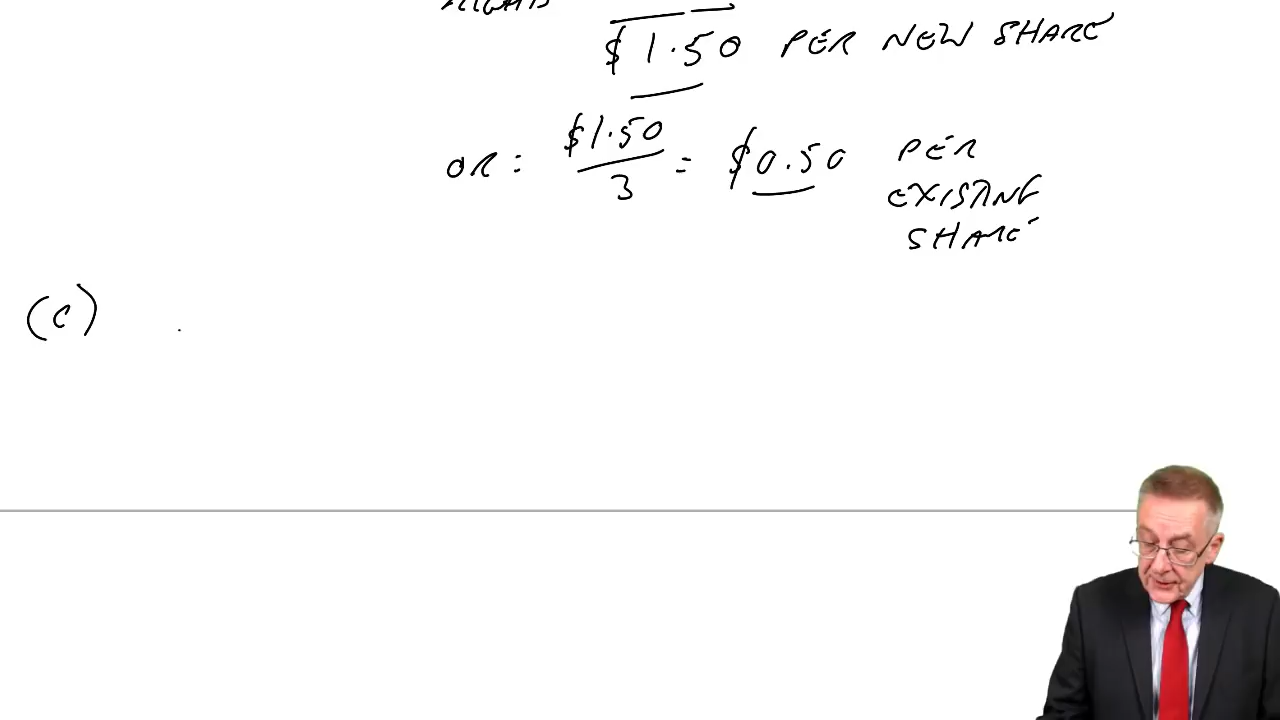 $1.50 PER NEW SHARE
OR: $1.50/3 = $0.50 PER
EXISTING
SHARE
(c)